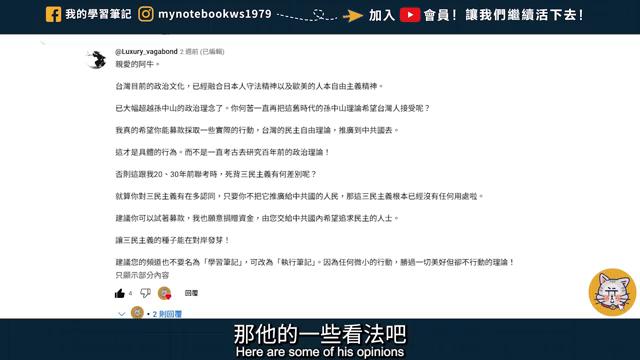 我的學習筆記 mynotebookws1979 加入 會員！讓我們繼續活下去！
@Luxury_vagabond 2 週前 (已編輯)
親愛的阿牛。
台灣目前的政治文化，已經融合日本人守法精神以及歐美的人本自由主義精神。
已大幅超越孫中山的政治理念了。你何苦一直再把這舊時代的孫中山理論希望台灣人接受呢？
我真的希望你能募款採取一些實際的行動，台灣的民主自由理論，推廣到中共國去。
這才是具體的行為。而不是一直考古去研究百年前的政治理論！
否則這跟我20、30年前聯考時，死背三民主義有何差別呢？
就算你對三民主義有在多認同，只要你不把它推廣給中共國的人民，那這三民主義根本已經沒有任何用處啦。
建議你可以試著募款，我也願意捐贈資金，由您交給中共國內希望追求民主的人士。
讓三民主義的種子能在對岸發芽！
建議您的頻道也不要名為「學習筆記」，可改為「執行筆記」。因為任何微小的行動，勝過一切美好但卻不行動的理論！
只顯示部分內容
4 回覆
• 2 則回覆
那他的一些看法吧
Here are some of his opinions